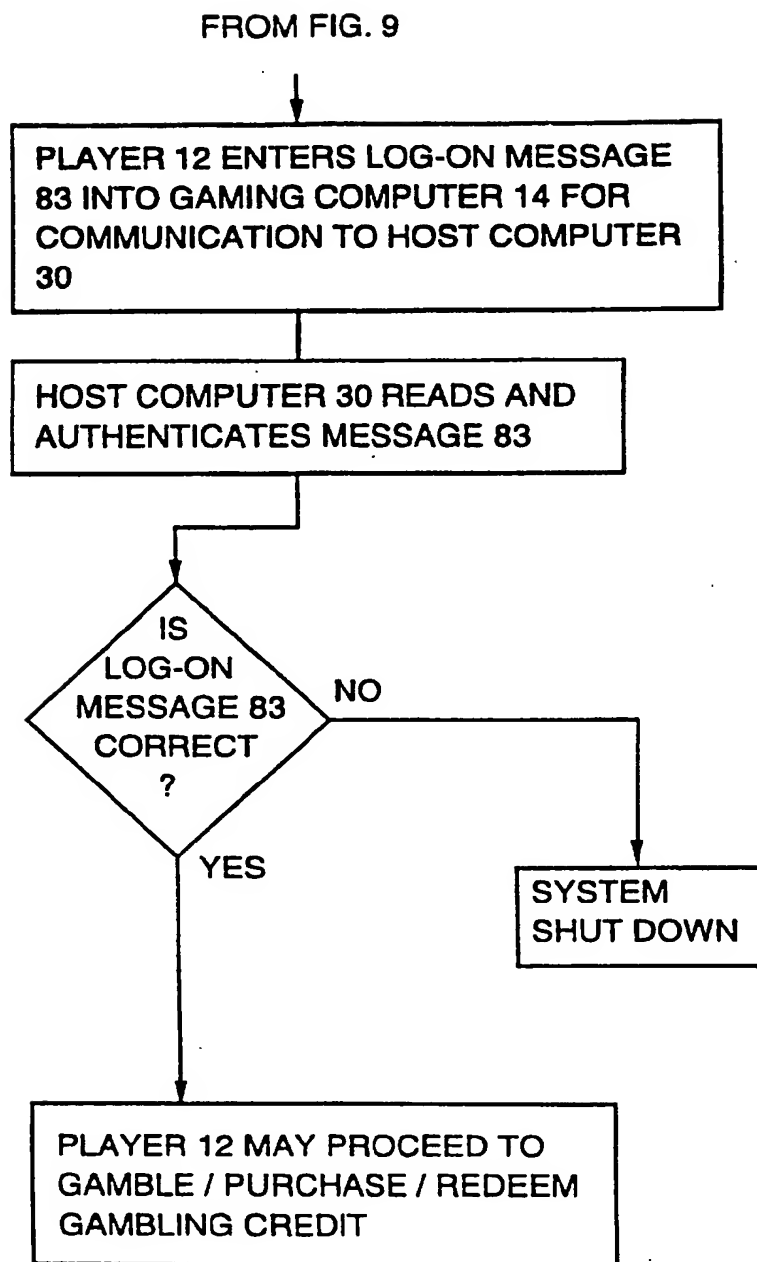 FROM FIG. 9
PLAYER 12 ENTERS LOG-ON MESSAGE
83 INTO GAMING COMPUTER 14 FOR
COMMUNICATION TO HOST COMPUTER
30
HOST COMPUTER 30 READS AND
AUTHENTICATES MESSAGE 83
IS
LOG-ON
MESSAGE 83
CORRECT
?
NO
YES
SYSTEM
SHUT DOWN
PLAYER 12 MAY PROCEED TO
GAMBLE / PURCHASE / REDEEM
GAMBLING CREDIT